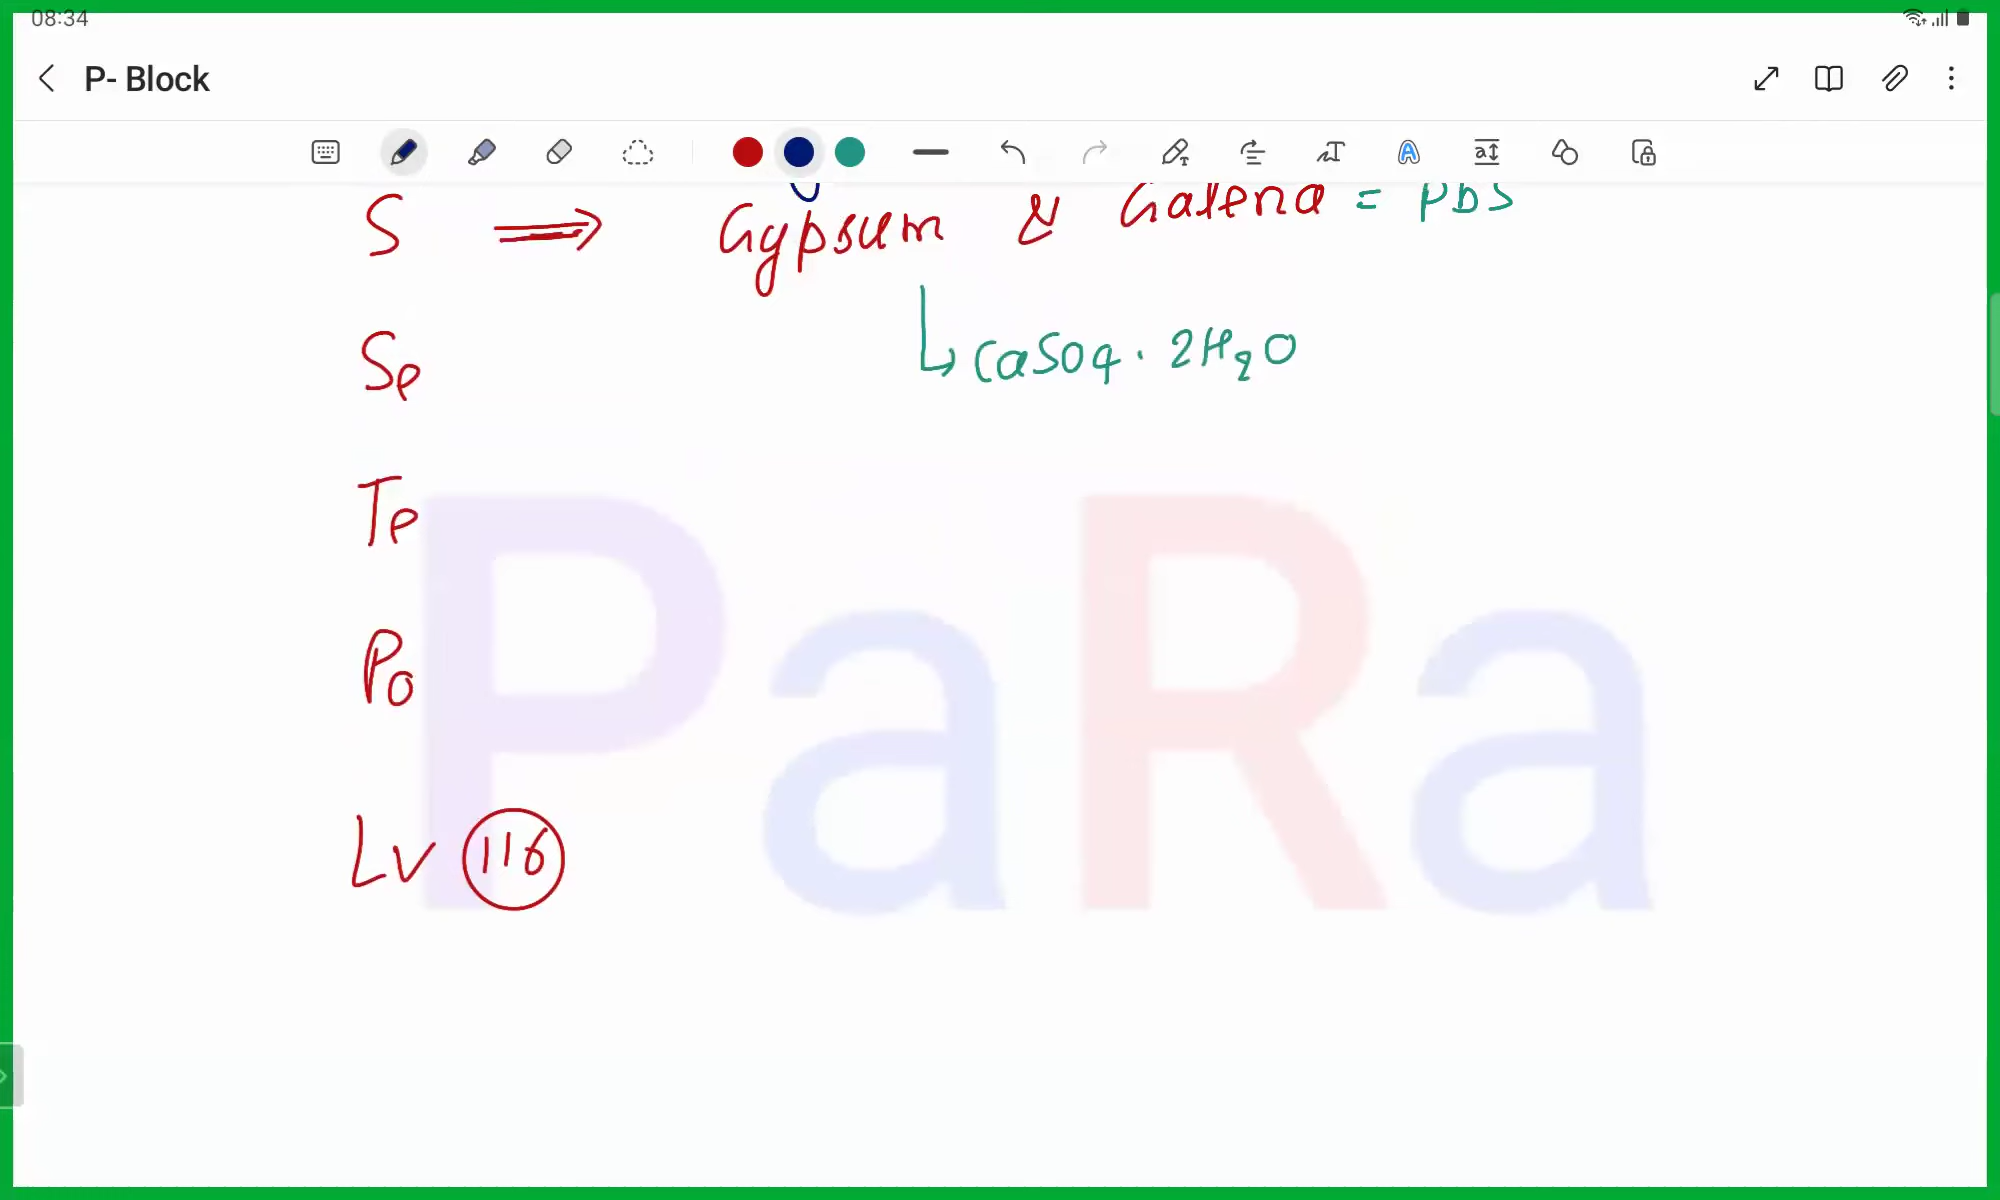 08:34
P- Block
S ⇒ Gypsum & Galena = PbS
↳ CaSO4 · 2H2O
Se
Te
Po
Lv 116
PaRa